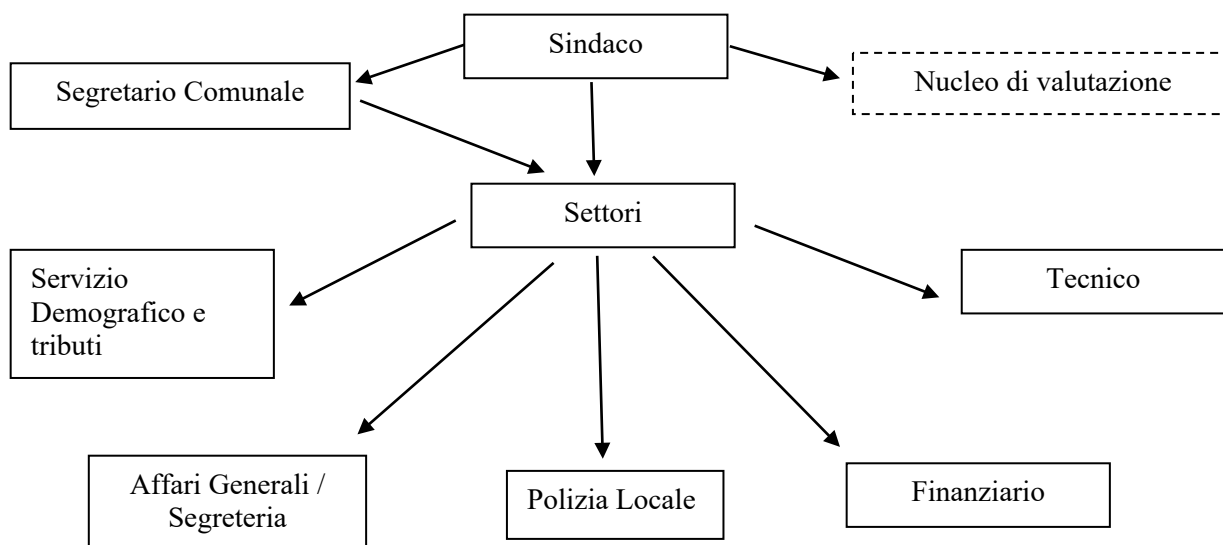 Sindaco
Segretario Comunale
Nucleo di valutazione
Settori
Servizio
Demografico e
tributi
Tecnico
Affari Generali /
Segreteria
Polizia Locale
Finanziario